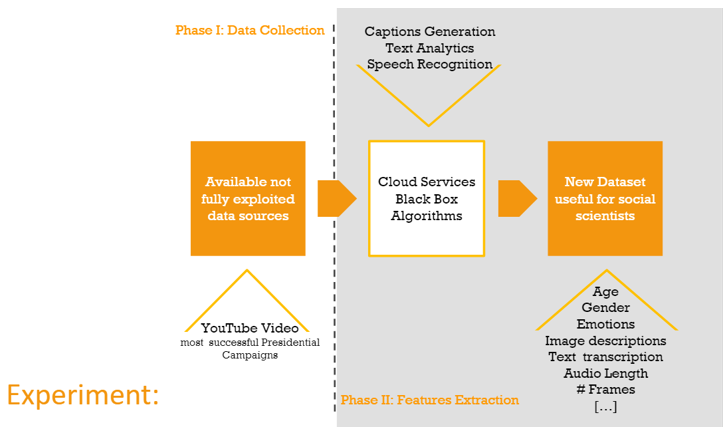 Phase I: Data Collection
Captions Generation
Text Analytics
Speech Recognition
Available not
fully exploited
data sources
Cloud Services
Black Box
Algorithms
New Dataset
useful for social
scientists
YouTube Video
most successful Presidential
Campaigns
Age
Gender
Emotions
Image descriptions
Text transcription
Audio Length
# Frames
[...]
Experiment:
Phase II: Features Extraction